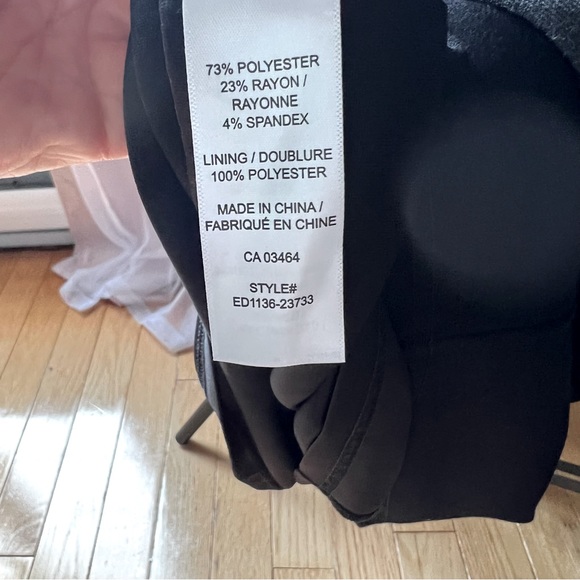 73% POLYESTER
23% RAYON /
RAYONNE
4% SPANDEX
LINING / DOUBLURE
100% POLYESTER
MADE IN CHINA /
FABRIQUÉ EN CHINE
CA 03464
STYLE#
ED1136-23733